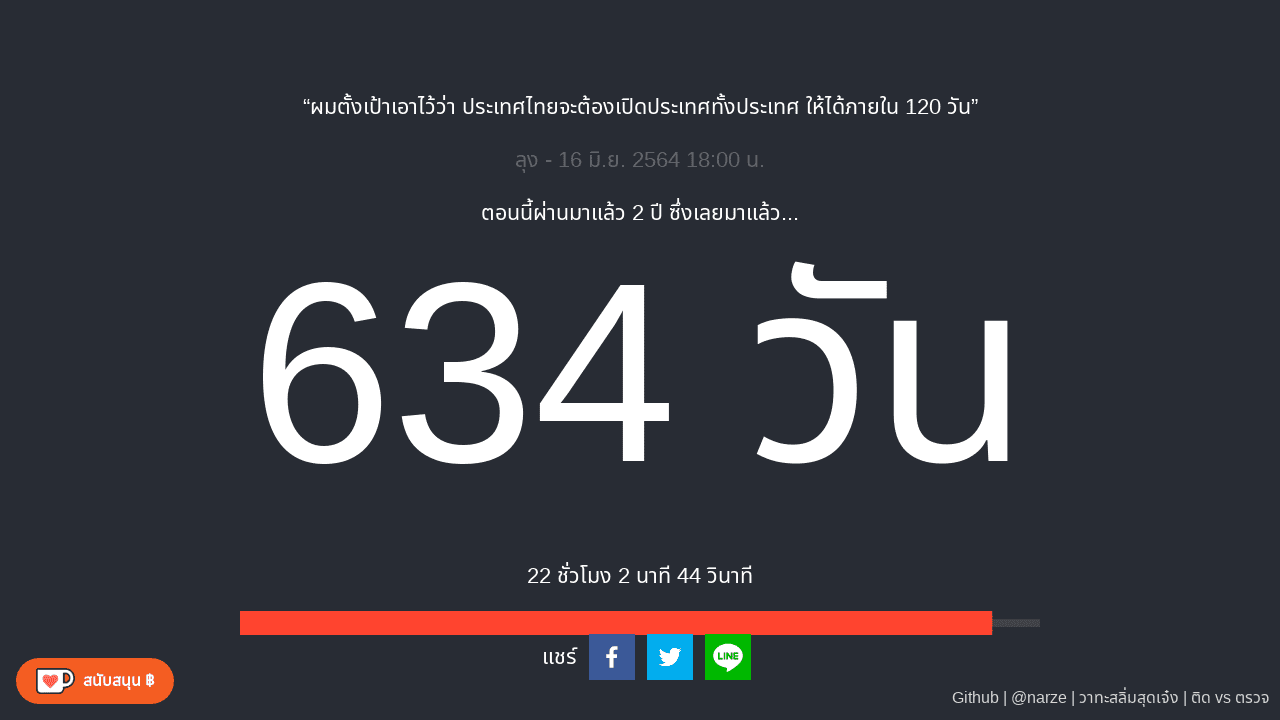 “ผมตั้งเป้าเอาไว้ว่า ประเทศไทยจะต้องเปิดประเทศทั้งประเทศ ให้ได้ภายใน 120 วัน”
ลุง - 16 มิ.ย. 2564 18:00 น.
ตอนนี้ผ่านมาแล้ว 2 ปี ซึ่งเลยมาแล้ว...
634 วัน
22 ชั่วโมง 2 นาที 44 วินาที
แชร์
LINE
สนับสนุน ฿
Github | @narze | วาทะสลิ่มสุดเจ๋ง | ติด vs ตรวจ